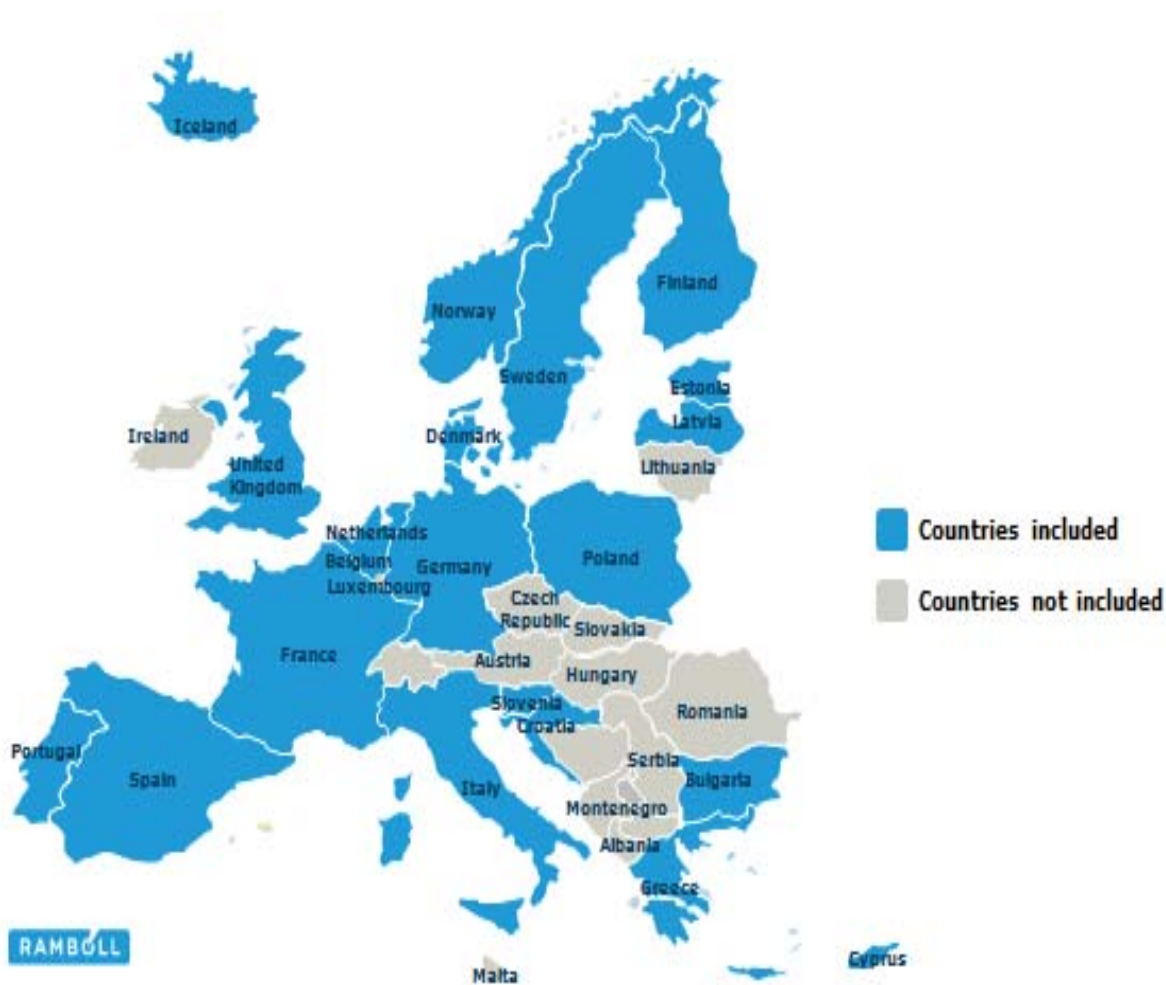 Iceland
Finland
Norway
Sweden
Estonia
Latvia
Lithuania
Denmark
Ireland
United
Kingdom
Netherlands
Belgium
Luxembourg
Germany
Poland
Czech
Republic
Slovakia
Austria
Hungary
France
Slovenia
Croatia
Romania
Serbia
Bulgaria
Portugal
Spain
Italy
Montenegro
Albania
Greece
Malta
Cyprus
Countries included
Countries not included
RAMBOLL